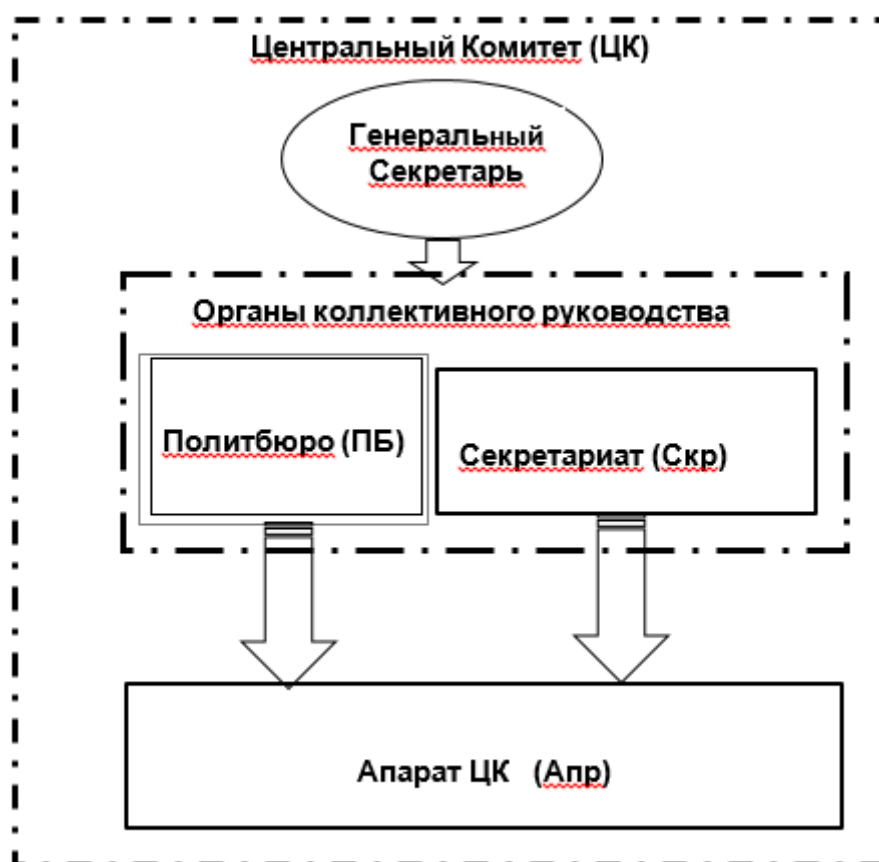 Центральный Комитет (ЦК)
Генеральный
Секретарь
Органы коллективного руководства
Политбюро (ПБ)
Секретариат (Скр)
Апарат ЦК (Апр)